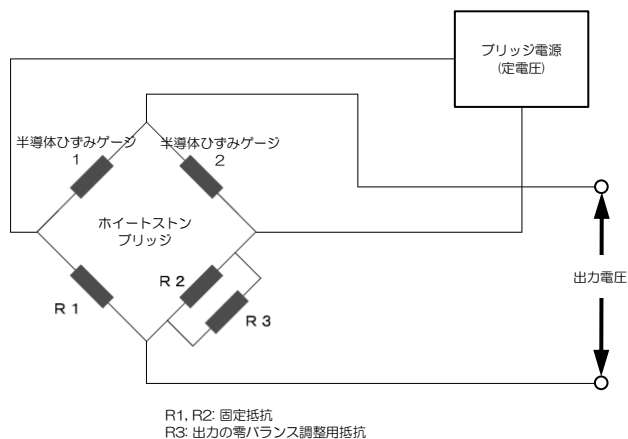 ブリッジ電源
(定電圧)
半導体ひずみゲージ
1
半導体ひずみゲージ
2
ホイートストン
ブリッジ
R 2
R 1
R 3
出力電圧
R1, R2: 固定抵抗
R3: 出力の零バランス調整用抵抗